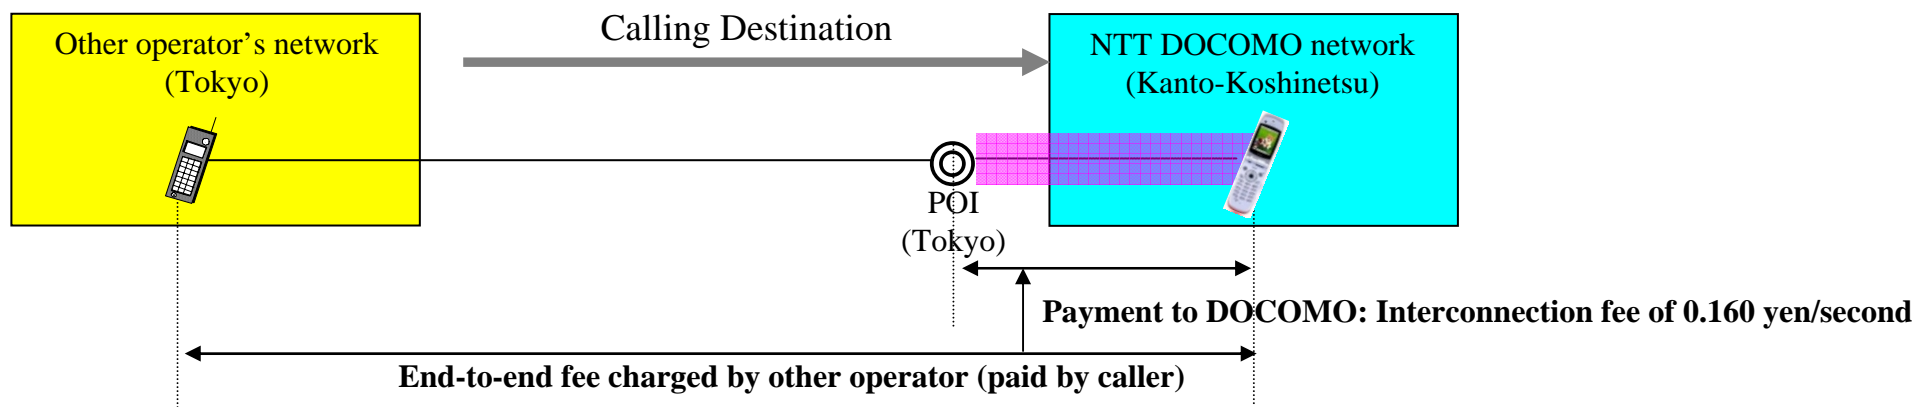 Other operator's network
(Tokyo)
Calling Destination
NTT DOCOMO network
(Kanto-Koshinetsu)
POI
(Tokyo)
Payment to DOCOMO: Interconnection fee of 0.160 yen/second
End-to-end fee charged by other operator (paid by caller)